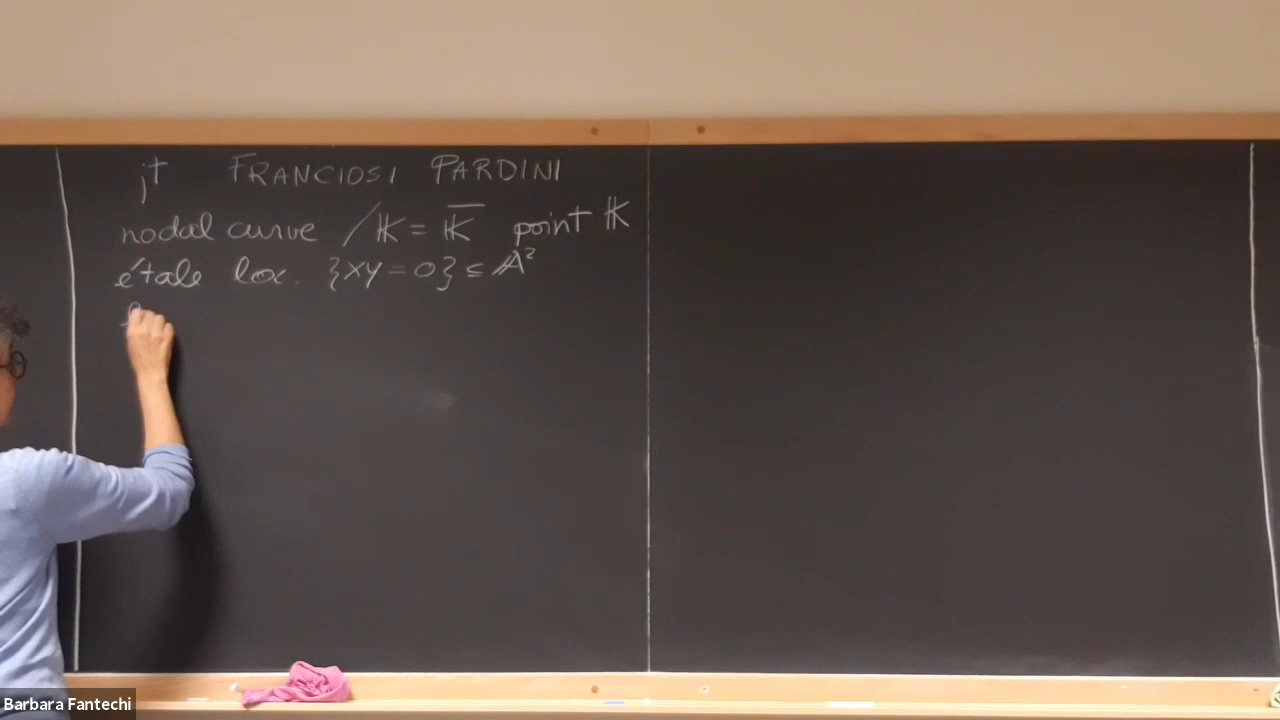 jt FRANCIOSI PARDINI
nodal curve /𝕂 = 𝕂̅ point 𝕂
étale loc. {xy = 0} ⊆ 𝔸²
Barbara Fantechi